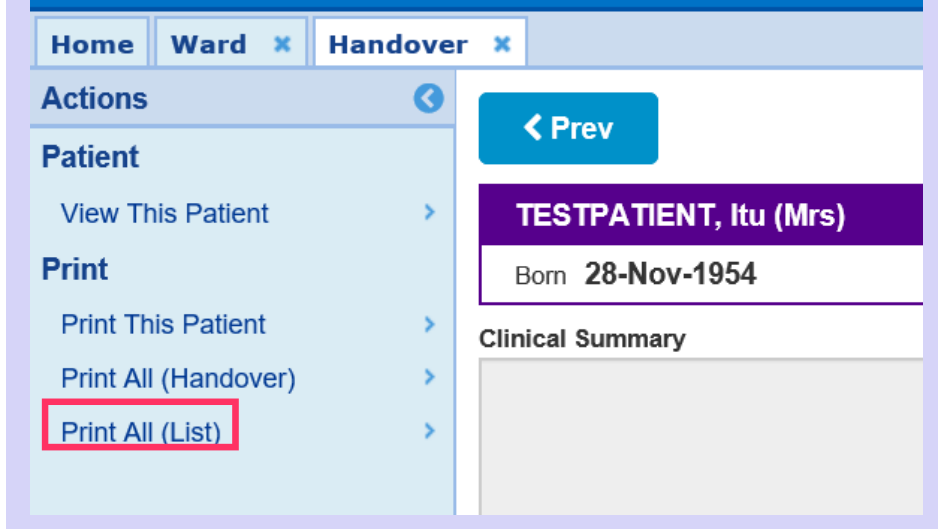 Home Ward Handover
Actions
Patient
View This Patient
Print
Print This Patient
Print All (Handover)
Print All (List)
Prev
TESTPATIENT, Itu (Mrs)
Born 28-Nov-1954
Clinical Summary